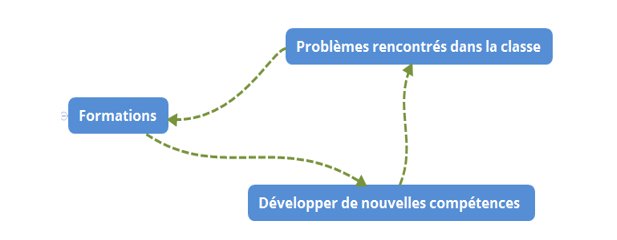 Problèmes rencontrés dans la classe
Formations
Développer de nouvelles compétences